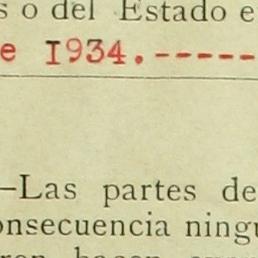 s o del Estado e
e 1934.-----
—Las partes de
onsecuencia ningu